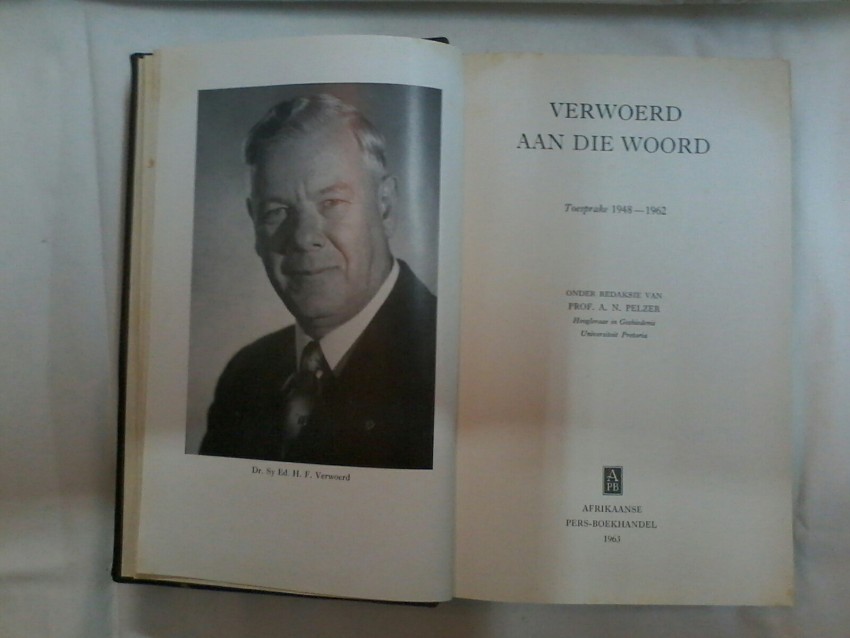 Dr. Sy Ed. H. F. Verwoerd
VERWOERD
AAN DIE WOORD
Toesprake 1948—1962
ONDER REDAKSIE VAN
PROF. A. N. PELZER
Hoogleraar in Geskiedenis
Universiteit Pretoria
A
PB
AFRIKAANSE
PERS-BOEKHANDEL
1963